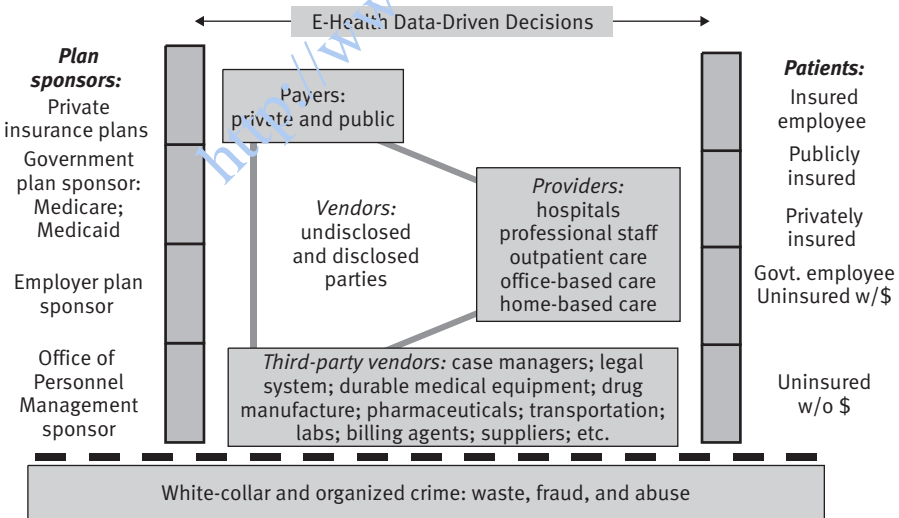 E-Health Data-Driven Decisions
Plan
sponsors:
Private
insurance plans
Government
plan sponsor:
Medicare;
Medicaid
Employer plan
sponsor
Office of
Personnel
Management
sponsor
Payers:
private and public
Vendors:
undisclosed
and disclosed
parties
Providers:
hospitals
professional staff
outpatient care
office-based care
home-based care
Third-party vendors: case managers; legal
system; durable medical equipment; drug
manufacture; pharmaceuticals; transportation;
labs; billing agents; suppliers; etc.
Patients:
Insured
employee
Publicly
insured
Privately
insured
Govt. employee
Uninsured w/$
Uninsured
w/o $
White-collar and organized crime: waste, fraud, and abuse
http://ww